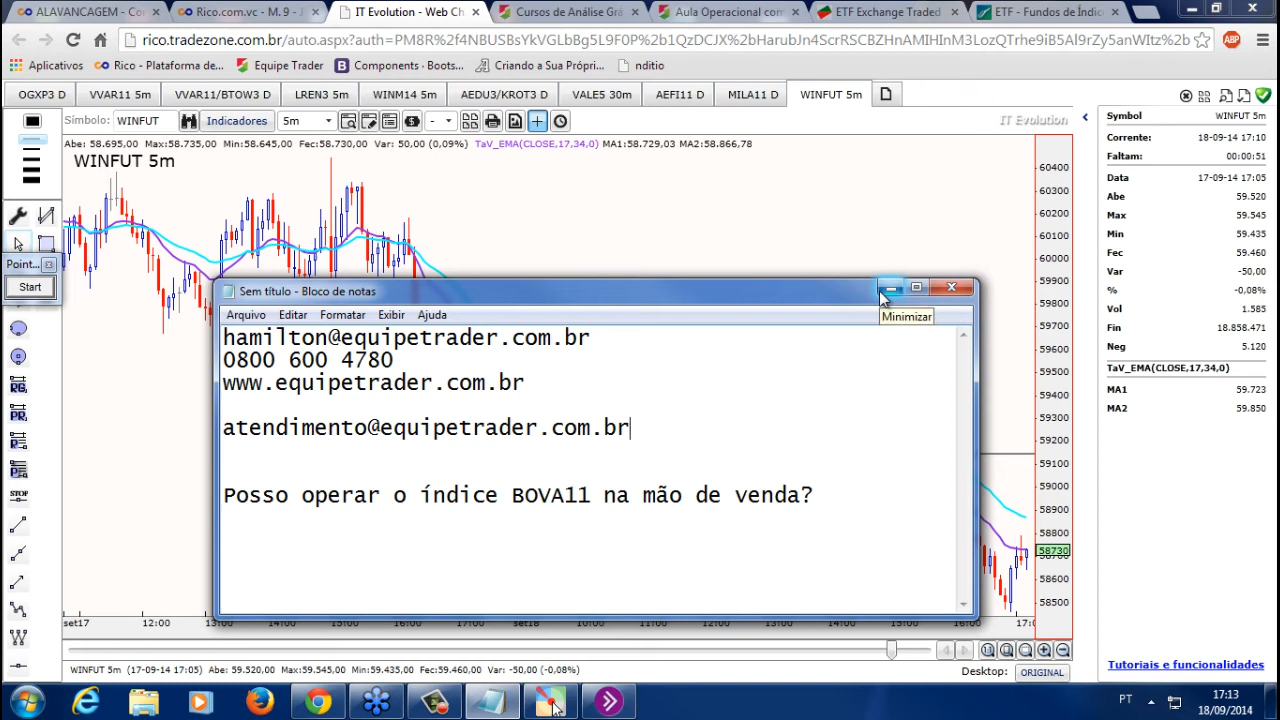 ALAVANCAGEM - Co
Rico.com.vc - M. 9 - J
IT Evolution - Web Ch
Cursos de Análise Grá
Aula Operacional com
ETF Exchange Traded
ETF - Fundos de Índic
Aplicativos
Rico - Plataforma de...
Equipe Trader
Components · Boots...
Criando a Sua Própri...
nditio
OGXP3 D
VVAR11 5m
VVAR11/BTOW3 D
LREN3 5m
WINM14 5m
AEDU3/KROT3 D
VALE5 30m
AEFI11 D
MILA11 D
WINFUT 5m
Símbolo: WINFUT
Indicadores
5m
IT Evolution
Abe: 58.695,00 Max:58.735,00 Min:58.645,00 Fec:58.730,00 Var: 50,00 (0,09%) TaV_EMA(CLOSE,17,34,0) MA1:58.729,03 MA2:58.866,78
WINFUT 5m
Point...
Start
RG
PR
STOP
Sem título - Bloco de notas
Minimizar
Arquivo Editar Formatar Exibir Ajuda
hamilton@equipetrader.com.br
0800 600 4780
www.equipetrader.com.br
atendimento@equipetrader.com.br
Posso operar o índice BOVA11 na mão de venda?
60400
60300
60200
60100
60000
59900
59800
59700
59600
59500
59400
59300
59200
59100
59000
58900
58800
58730
58600
58500
set17 12:00 13:00 14:00 15:00 16:00 17:00 set18 10:00 11:00 12:00 13:00 14:00 15:00 16:00 17:0
Symbol WINFUT 5m
Corrente: 18-09-14 17:10
Faltam: 00:00:51
Data 17-09-14 17:05
Abe 59.520
Max 59.545
Min 59.435
Fec 59.460
Var -50,00
% -0,08%
Vol 1.585
Fin 18.858.471
Neg 5.120
TaV_EMA(CLOSE,17,34,0)
MA1 59.723
MA2 59.850
Tutoriais e funcionalidades
WINFUT 5m (17-09-14 17:05) Abe: 59.520,00 Max:59.545,00 Min:59.435,00 Fec:59.460,00 Var: -50,00 (-0,08%)
Desktop: ORIGINAL
PT
17:13
18/09/2014